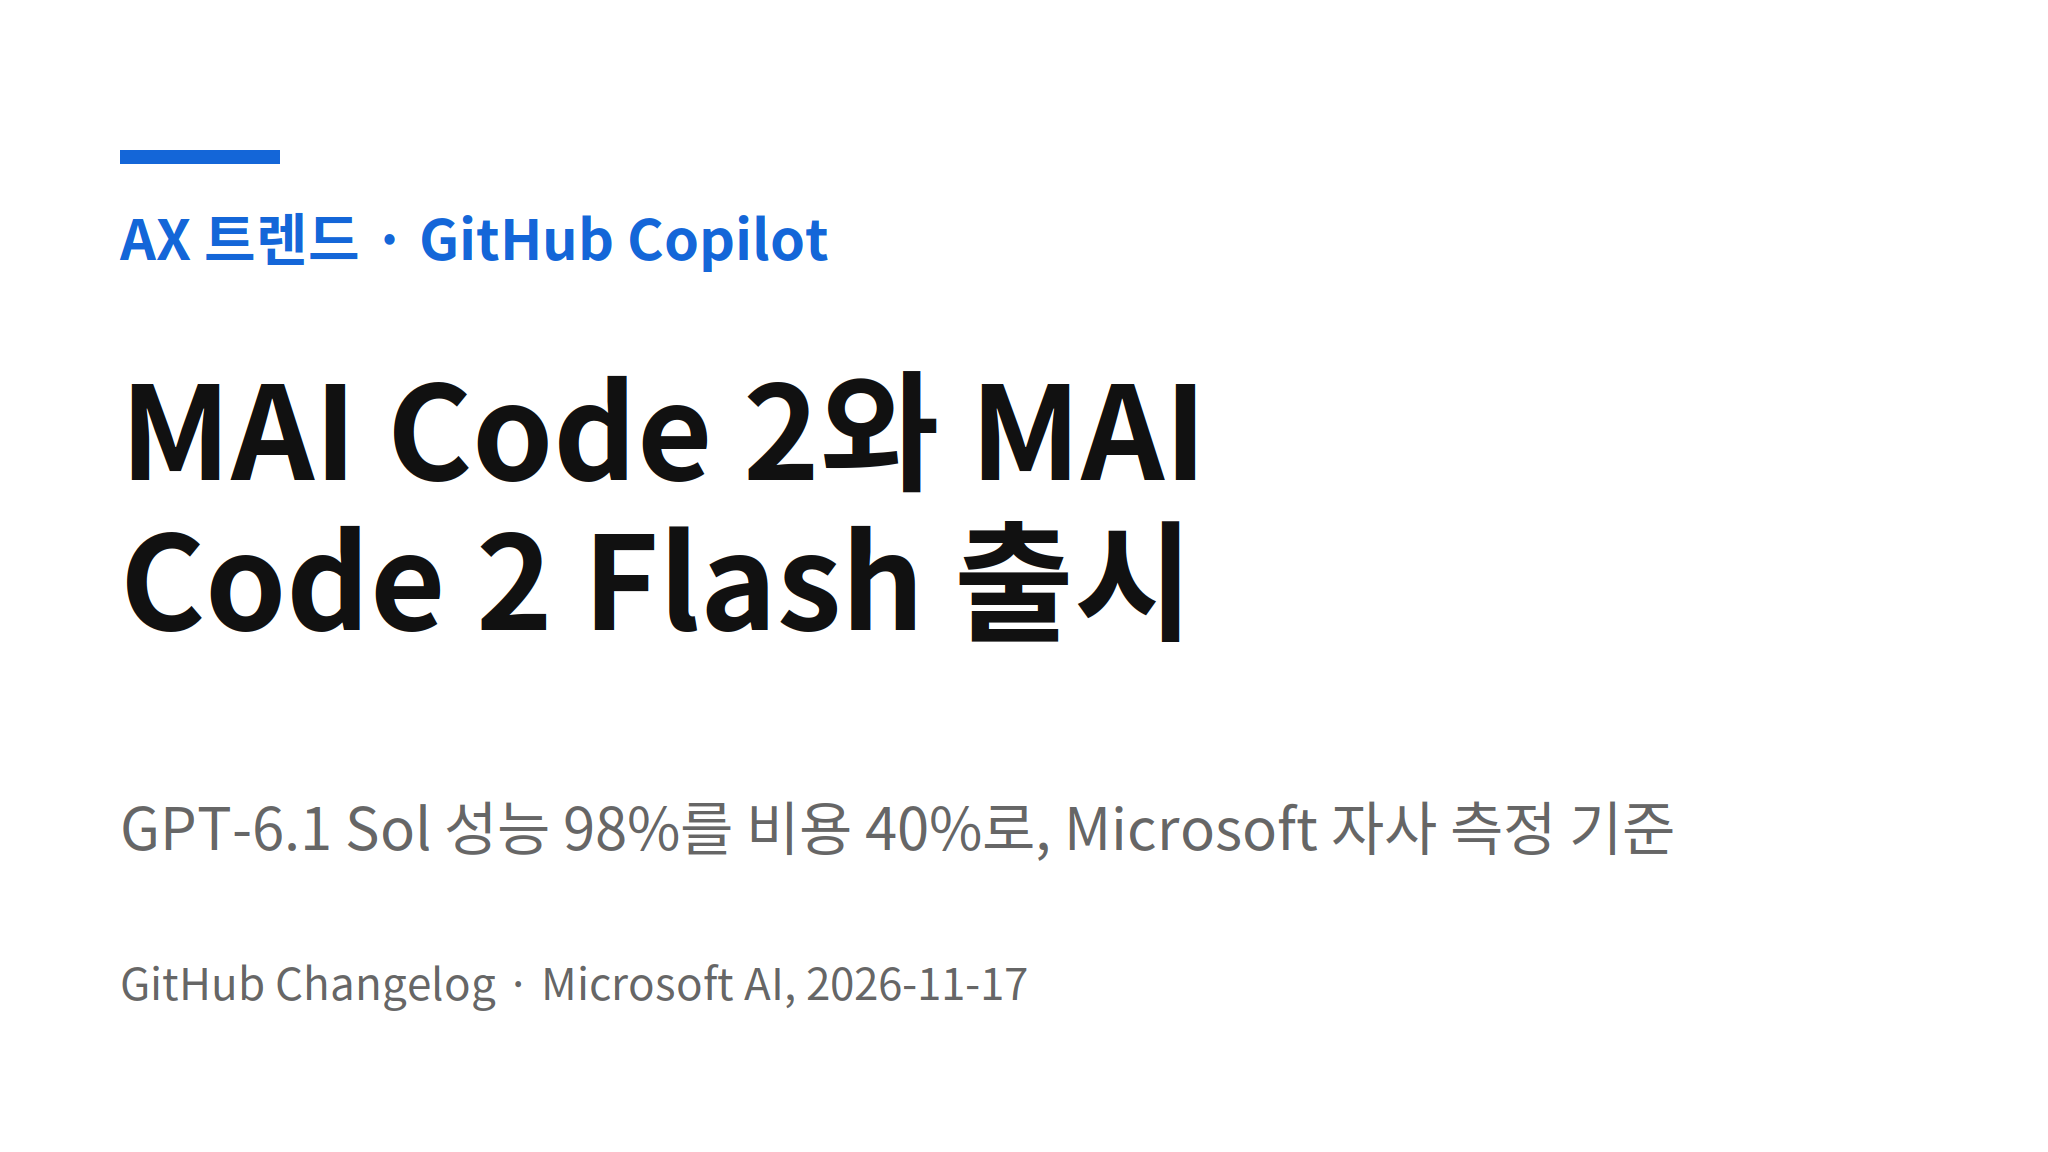 AX 트렌드 · GitHub Copilot
MAI Code 2와 MAI
Code 2 Flash 출시
GPT-6.1 Sol 성능 98%를 비용 40%로, Microsoft 자사 측정 기준
GitHub Changelog · Microsoft AI, 2026-11-17